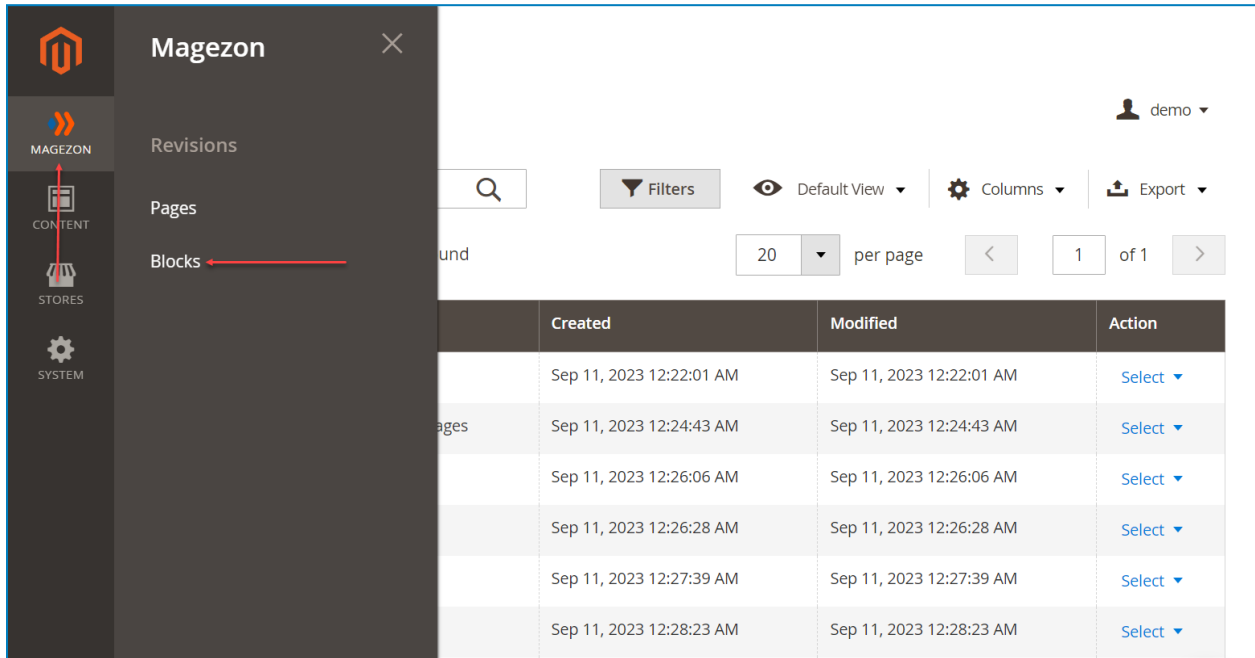 Magezon
demo
MAGEZON
Revisions
Filters
Default View
Columns
Export
Pages
CONTENT
Blocks
und
20
per page
1
of 1
STORES
Created
Modified
Action
SYSTEM
Sep 11, 2023 12:22:01 AM
Sep 11, 2023 12:22:01 AM
Select
ages
Sep 11, 2023 12:24:43 AM
Sep 11, 2023 12:24:43 AM
Select
Sep 11, 2023 12:26:06 AM
Sep 11, 2023 12:26:06 AM
Select
Sep 11, 2023 12:26:28 AM
Sep 11, 2023 12:26:28 AM
Select
Sep 11, 2023 12:27:39 AM
Sep 11, 2023 12:27:39 AM
Select
Sep 11, 2023 12:28:23 AM
Sep 11, 2023 12:28:23 AM
Select